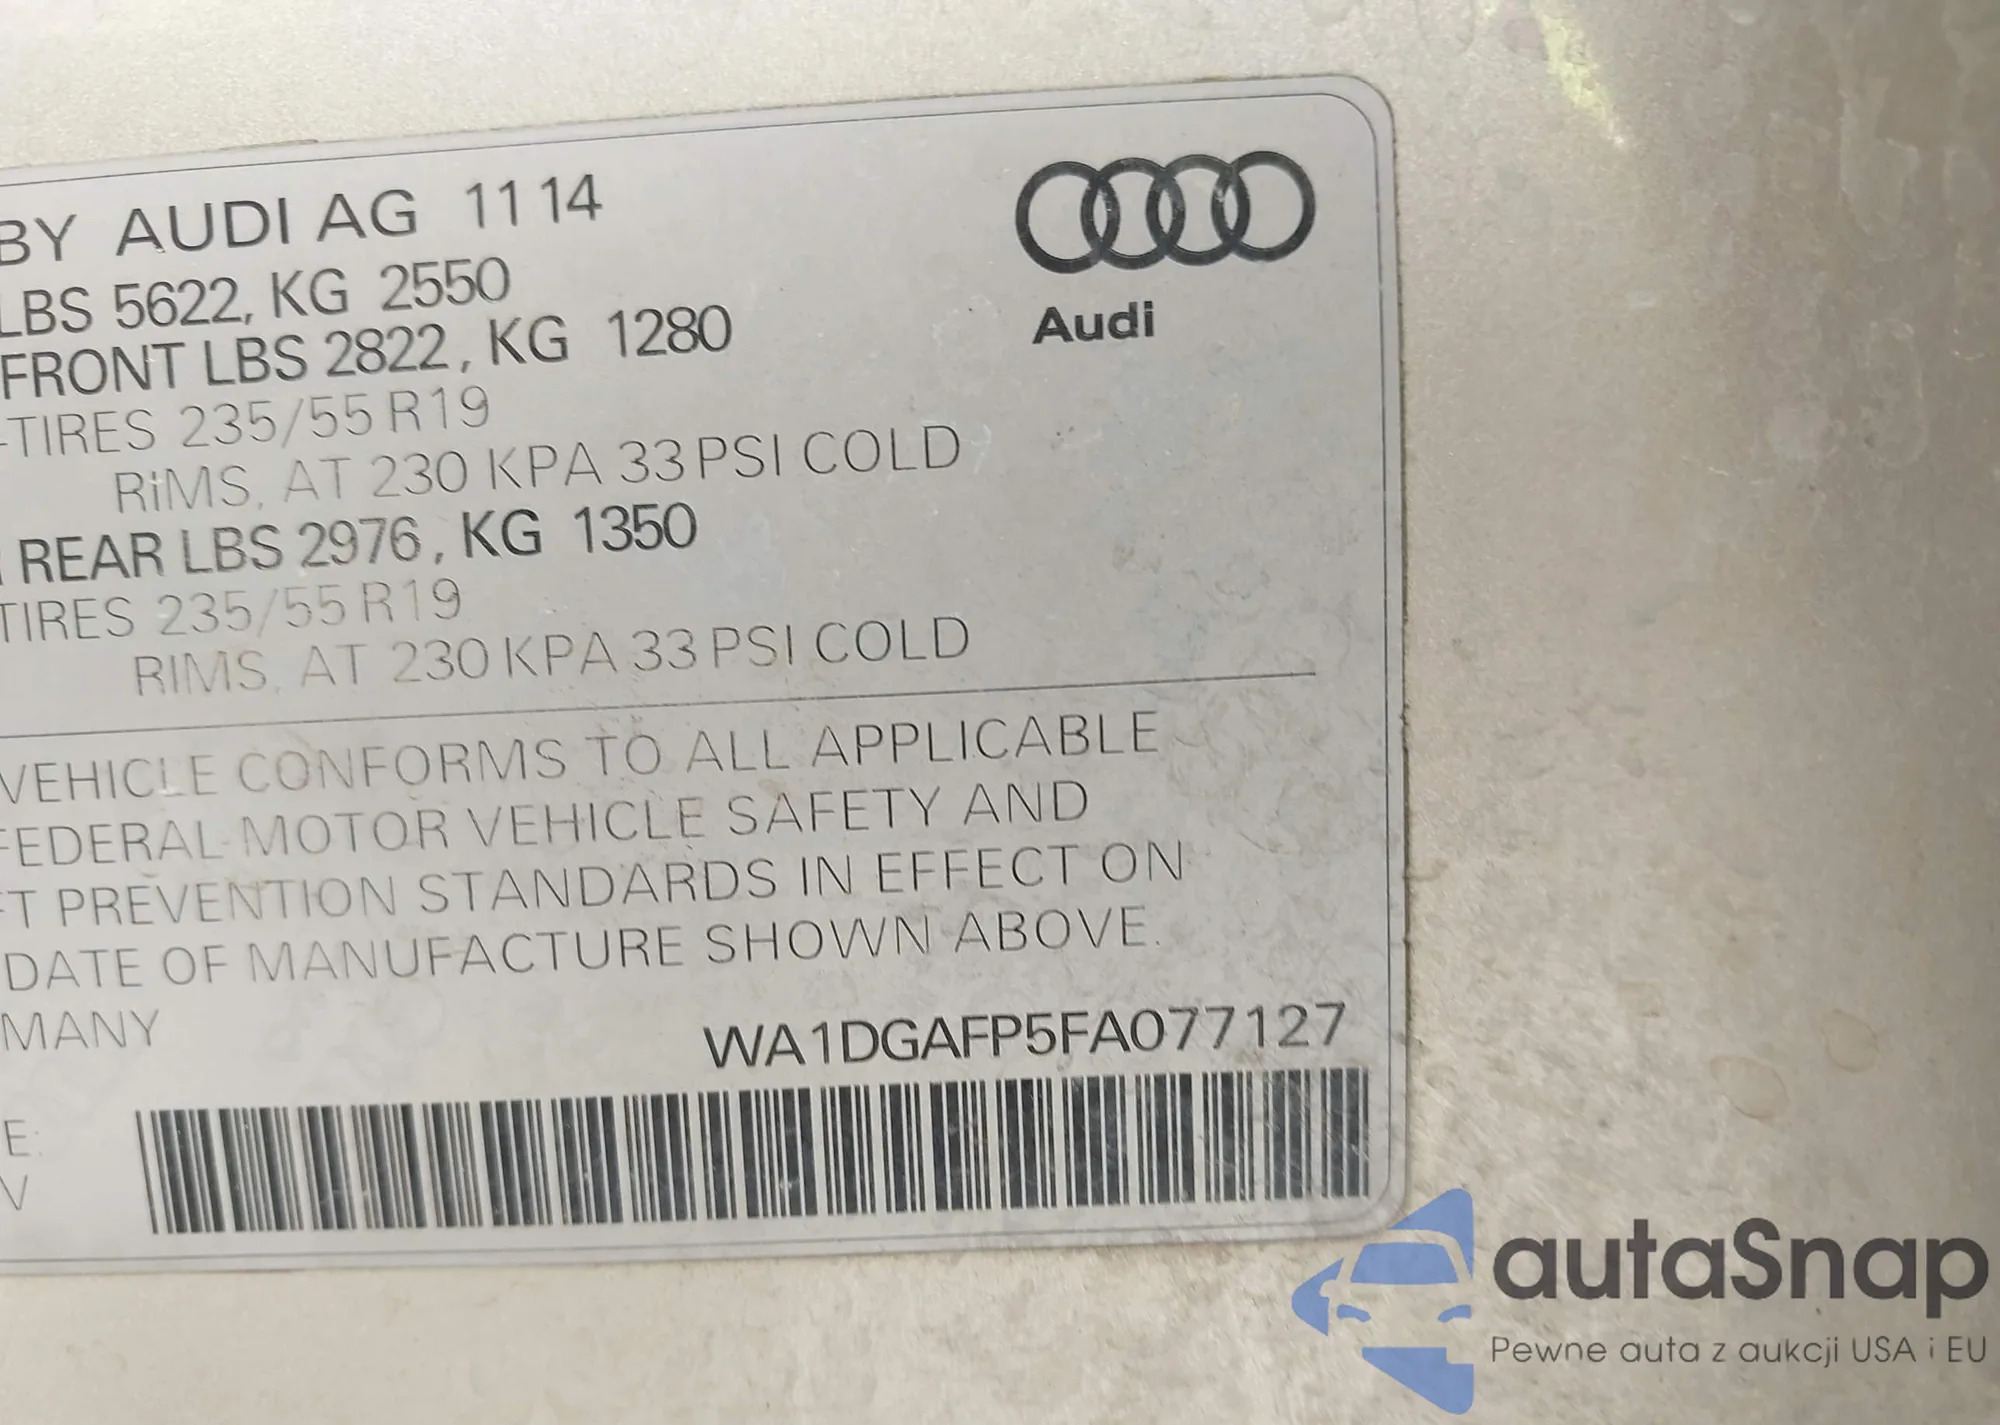 BY AUDI AG 11 14
LBS 5622, KG 2550
FRONT LBS 2822, KG 1280
-TIRES 235/55 R19
RiMS, AT 230 KPA 33 PSI COLD
REAR LBS 2976, KG 1350
TIRES 235/55 R19
RIMS, AT 230 KPA 33 PSI COLD
Audi
VEHICLE CONFORMS TO ALL APPLICABLE
FEDERAL MOTOR VEHICLE SAFETY AND
FT PREVENTION STANDARDS IN EFFECT ON
DATE OF MANUFACTURE SHOWN ABOVE.
MANY
WA1DGAFP5FA077127
E:
V
autaSnap
Pewne auta z aukcji USA i EU